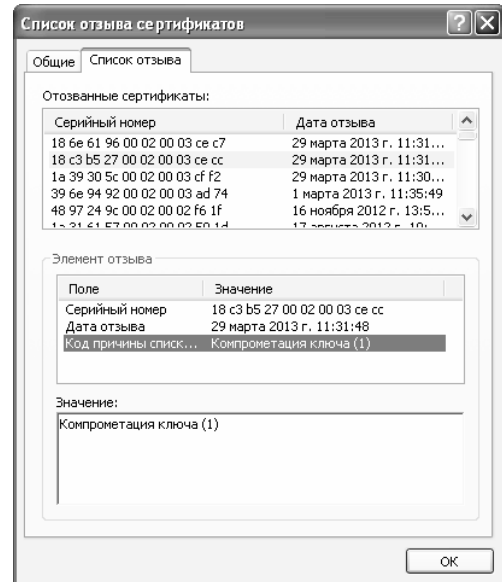 Список отзыва сертификатов
Общие Список отзыва
Отозванные сертификаты:
Серийный номер Дата отзыва
18 6e 61 96 00 02 00 03 ce c7 29 марта 2013 г. 11:31...
18 c3 b5 27 00 02 00 03 ce cc 29 марта 2013 г. 11:31...
1a 39 30 5c 00 02 00 03 cf f2 29 марта 2013 г. 11:30...
39 6e 94 92 00 02 00 03 ad 74 1 марта 2013 г. 11:35:49
48 97 24 9c 00 02 00 02 f6 1f 16 ноября 2012 г. 13:5...
Элемент отзыва
Поле Значение
Серийный номер 18 c3 b5 27 00 02 00 03 ce cc
Дата отзыва 29 марта 2013 г. 11:31:48
Код причины списк... Компрометация ключа (1)
Значение:
Компрометация ключа (1)
ОК